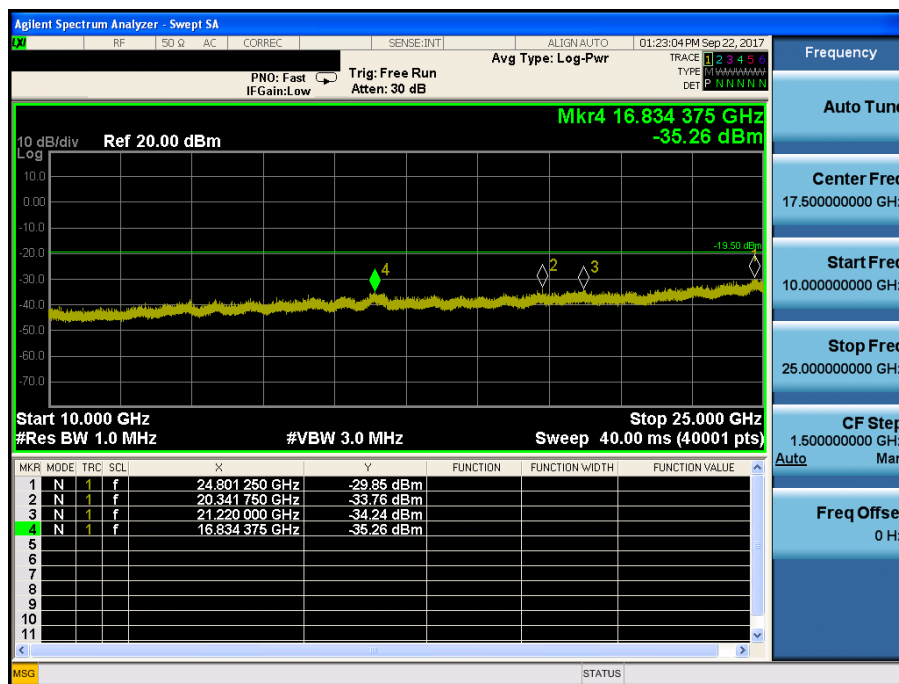 Agilent Spectrum Analyzer - Swept SA
LXI RF 50 Ω AC CORREC SENSE:INT ALIGN AUTO 01:23:04 PM Sep 22, 2017
Avg Type: Log-Pwr
TRACE 1 2 3 4 5 6
TYPE M WWWWW
DET P N N N N N
PNO: Fast
IFGain:Low
Trig: Free Run
Atten: 30 dB
Mkr4 16.834 375 GHz
-35.26 dBm
10 dB/div
Log
Ref 20.00 dBm
10.0
0.00
-10.0
-20.0
-30.0
-40.0
-50.0
-60.0
-70.0
-19.50 dBm
1
2
3
4
Start 10.000 GHz
Stop 25.000 GHz
#Res BW 1.0 MHz
#VBW 3.0 MHz
Sweep 40.00 ms (40001 pts)
MKR MODE TRC SCL X Y FUNCTION FUNCTION WIDTH FUNCTION VALUE
1 N 1 f 24.801 250 GHz -29.85 dBm
2 N 1 f 20.341 750 GHz -33.76 dBm
3 N 1 f 21.220 000 GHz -34.24 dBm
4 N 1 f 16.834 375 GHz -35.26 dBm
5
6
7
8
9
10
11
MSG
STATUS
Frequency
Auto Tune
Center Freq
17.500000000 GHz
Start Freq
10.000000000 GHz
Stop Freq
25.000000000 GHz
CF Step
1.500000000 GHz
Auto Man
Freq Offset
0 Hz